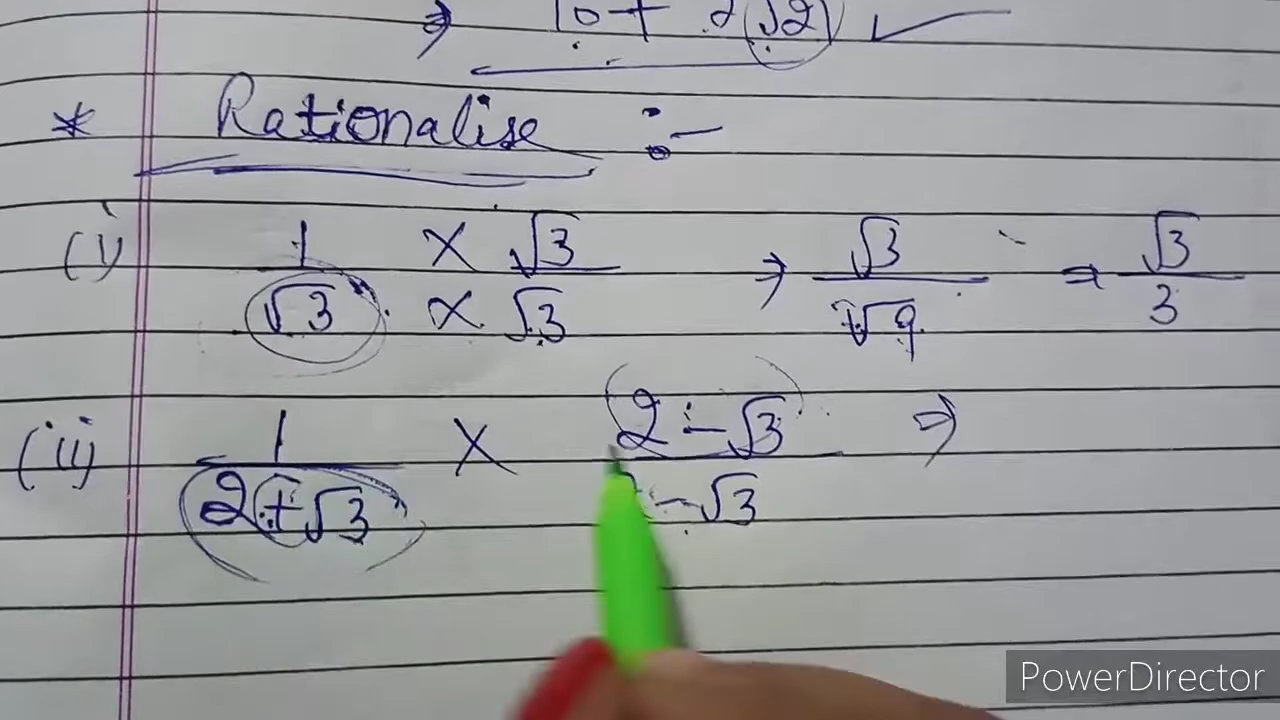 ⇒ 10 + 2(√2) ✓
* Rationalise :-
(i) 1/√3 × √3/√3 ⇒ √3/√9 ⇒ √3/3
(ii) 1/(2+√3) × (2-√3)/(2-√3) ⇒
PowerDirector